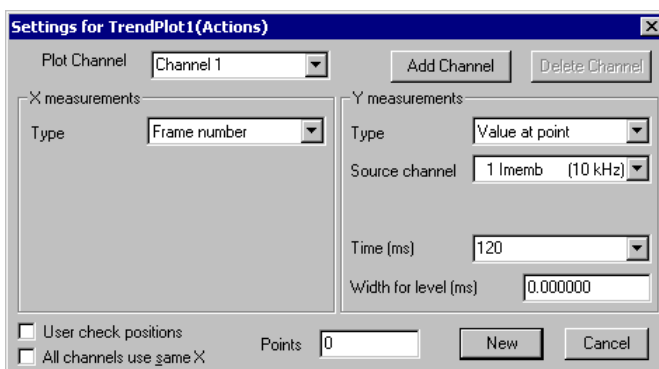 Settings for TrendPlot1(Actions)
Plot Channel Channel 1 Add Channel Delete Channel
X measurements Y measurements
Type Frame number Type Value at point
Source channel 1 Imemb (10 kHz)
Time (ms) 120
Width for level (ms) 0.000000
User check positions
Points 0 New Cancel
All channels use same X